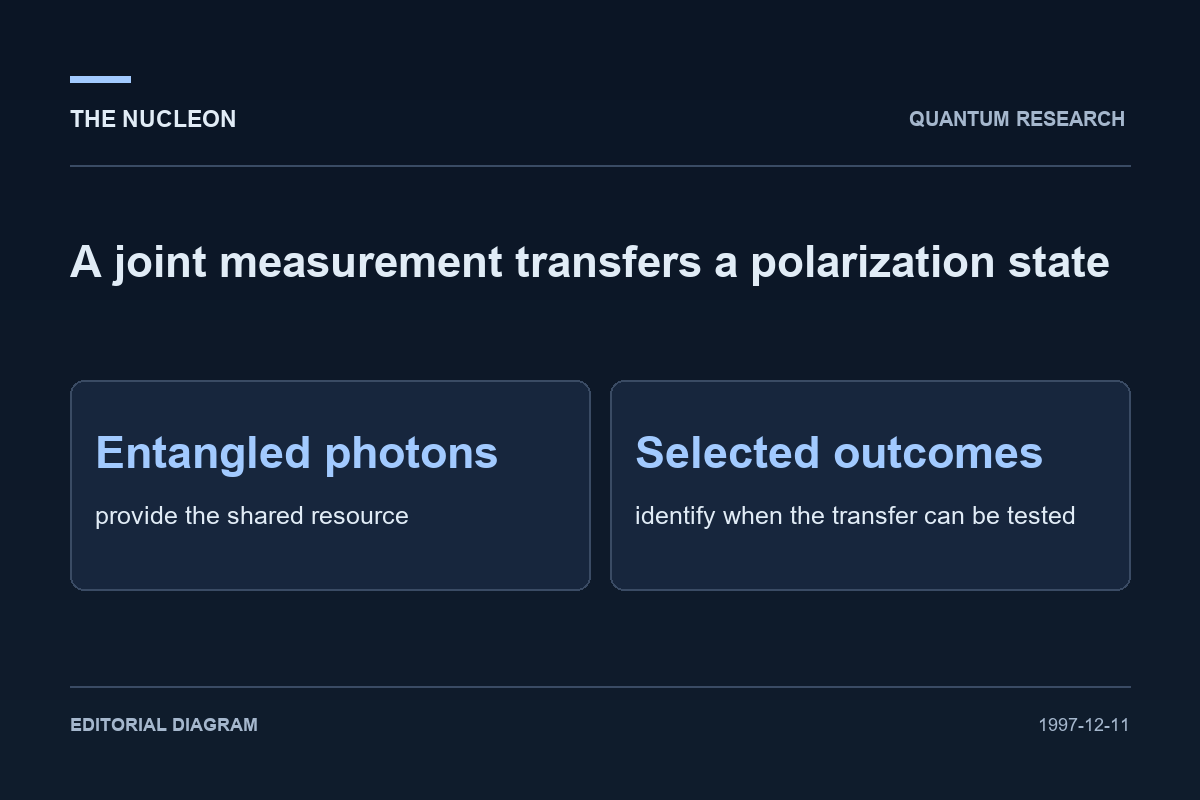 THE NUCLEON
QUANTUM RESEARCH
A joint measurement transfers a polarization state
Entangled photons
provide the shared resource
Selected outcomes
identify when the transfer can be tested
EDITORIAL DIAGRAM
1997-12-11